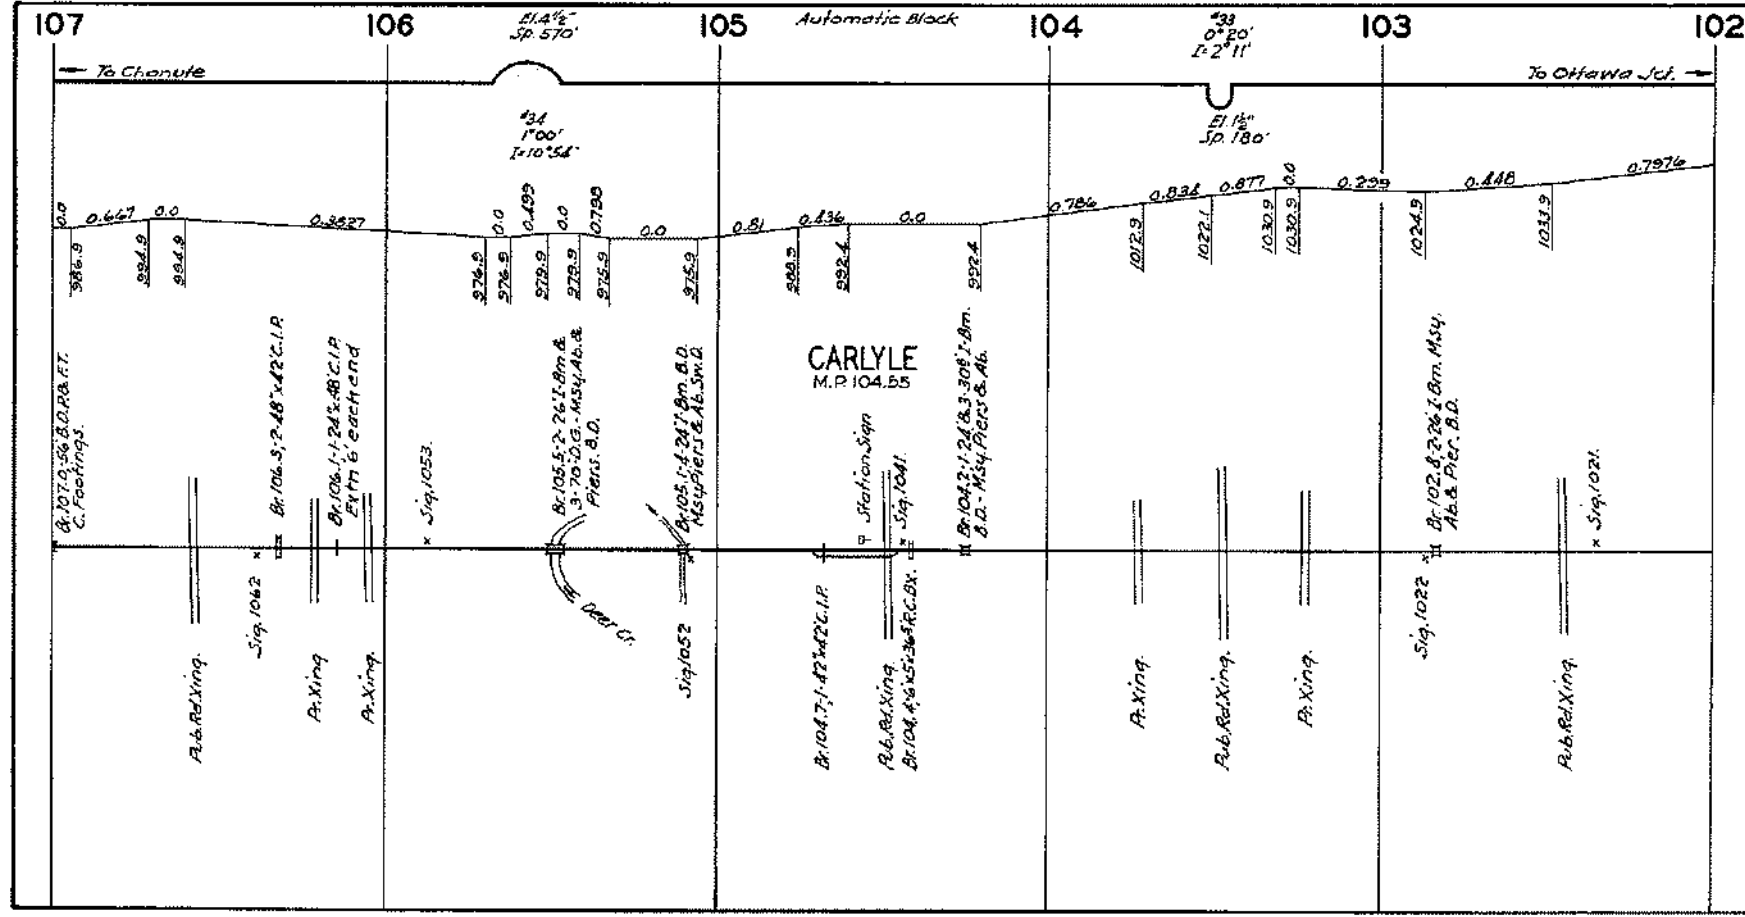 107 106 El. 4½" 105 Automatic Block 104 #33 103 102
Sp. 570'
0°20'
I=2°11'
← To Chanute
To Ottawa Jct. →
#34
1°00'
I=10°54'
El. 1½"
Sp. 180'
0.0 0.667 0.0 0.3827 0.0 0.499 0.0 0.798 0.0 0.81 0.436 0.0 0.786 0.834 0.877 0.0 0.299 0.448 0.7976
986.9 994.9 994.9 976.9 976.9 979.9 979.9 975.9 975.9 988.9 992.4 992.4 1012.9 1022.1 1030.9 1030.9 1024.9 1033.9
CARLYLE
M.P. 104.55
Br. 107.0,-56' B.D.P.& F.T.
C. Footings.
Br. 106.3,-2-48"x42' C.I.P.
Br. 106.1,-1-24"x48' C.I.P.
Extn 6' each end
Sig. 1053.
Br. 105.5,-2-26' I-Bm. &
3-70' D.G.-Msy. Ab. &
Piers. B.D.
Br. 105.1,-4-24' I-Bm. B.D.
Msy Piers & Ab. Sw. D.
Station Sign
Sig. 1041.
Br. 104.2,-1-24' & 3-30' I-Bm.
B.D.-Msy. Piers & Ab.
Br. 102.8,-2-26' I-Bm. Msy.
Ab. & Pier. B.D.
Sig. 1021.
Pub. Rd. Xing.
Sig. 1062
Pr. Xing.
Pr. Xing.
Deer Cr.
Sig. 1052
Br. 104.7,-1-42"x42' C.I.P.
Pub. Rd. Xing.
Br. 104.4,-6'x5'x36' R.C. Bx.
Pr. Xing.
Pub. Rd. Xing.
Pr. Xing.
Sig. 1022
Pub. Rd. Xing.